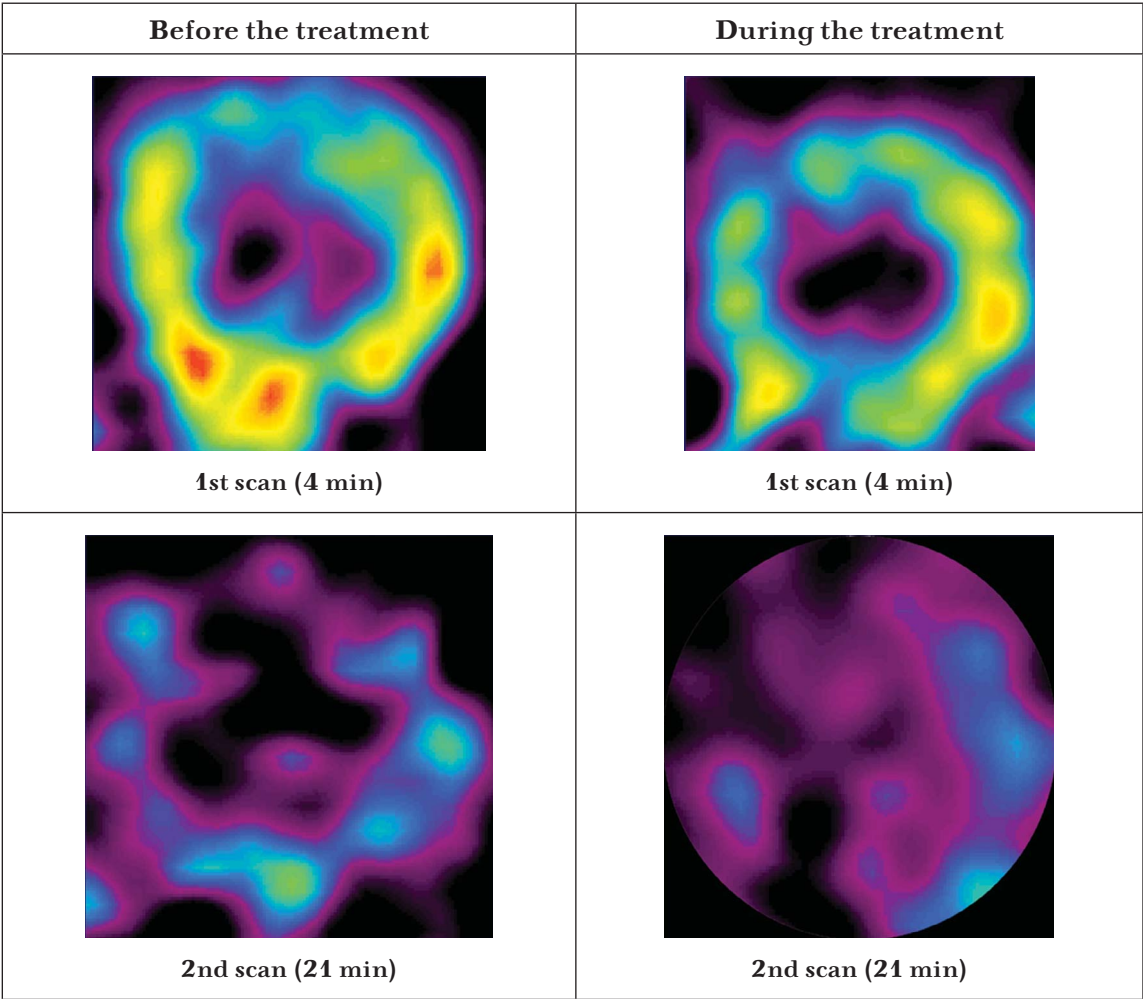 Before the treatment
During the treatment
1st scan (4 min)
1st scan (4 min)
2nd scan (21 min)
2nd scan (21 min)